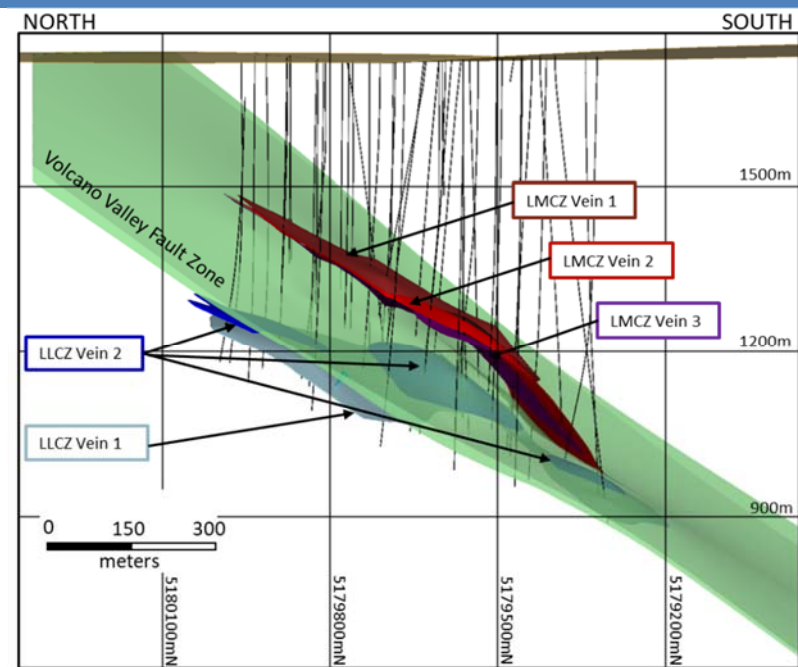 NORTH
SOUTH
Volcano Valley Fault Zone
1500m
LMCZ Vein 1
LMCZ Vein 2
LMCZ Vein 3
1200m
LLCZ Vein 2
LLCZ Vein 1
900m
0 150 300
meters
5180100mN
5179800mN
5179500mN
5179200mN